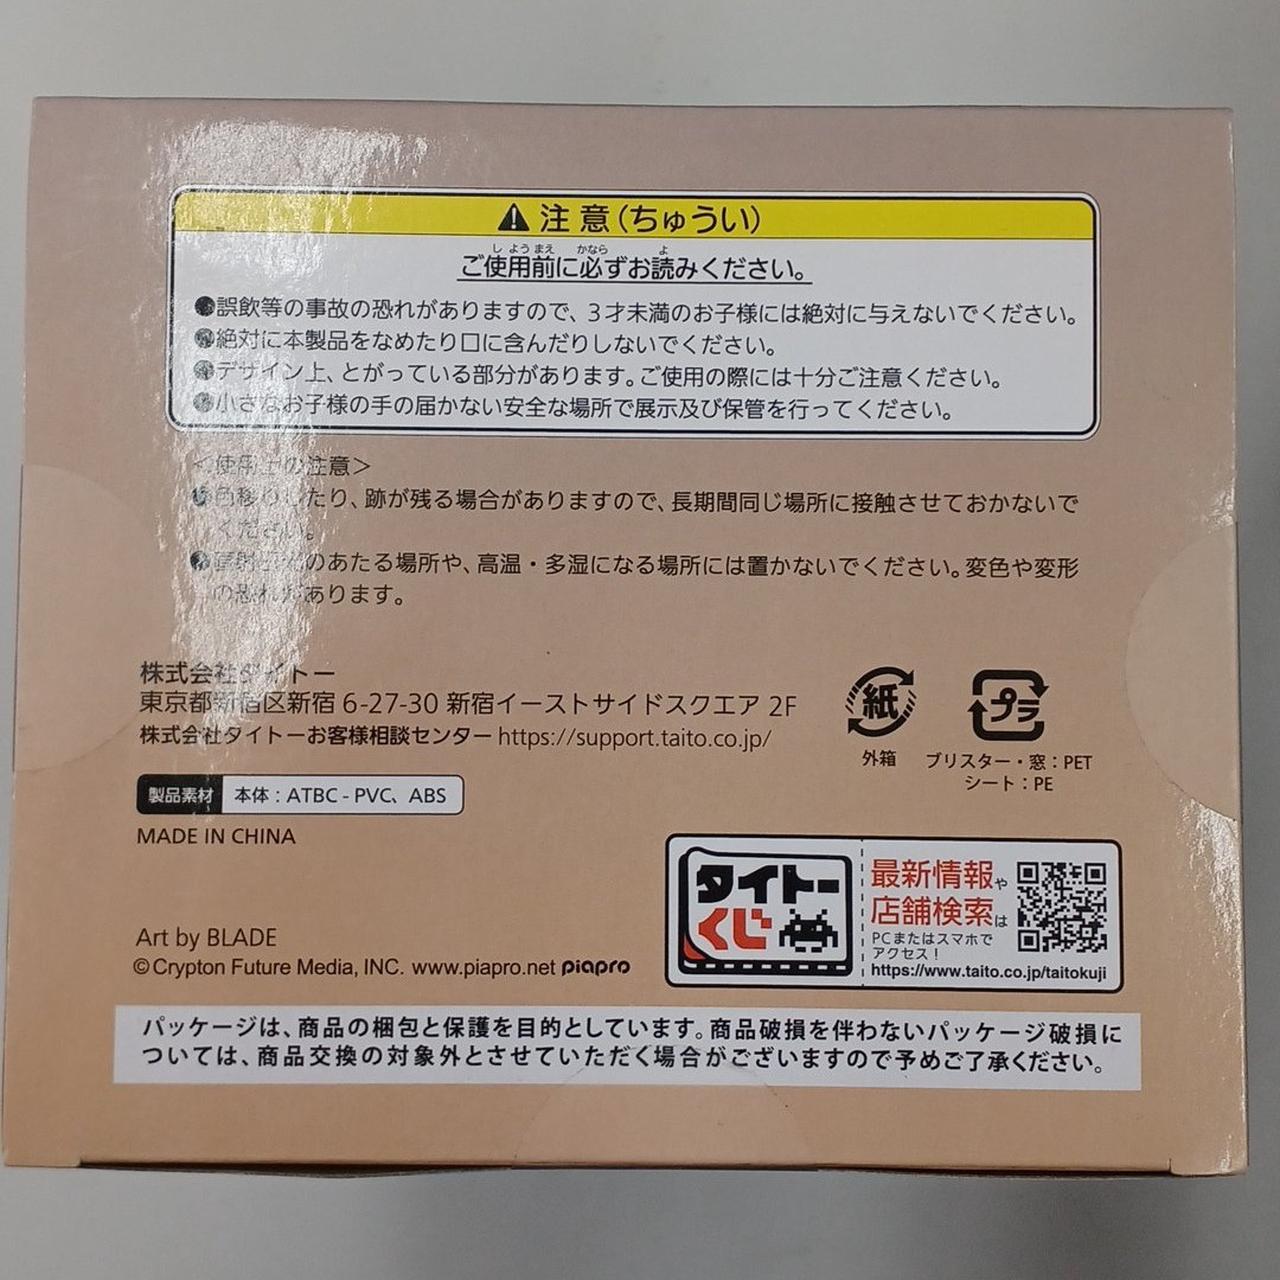 ⚠注意(ちゅうい)
ご使用前に必ずお読みください。
●誤飲等の事故の恐れがありますので、3才未満のお子様には絶対に与えないでください。
●絶対に本製品をなめたり口に含んだりしないでください。
●デザイン上、とがっている部分があります。ご使用の際には十分ご注意ください。
●小さなお子様の手の届かない安全な場所で展示及び保管を行ってください。
<使用上の注意>
●色移りしたり、跡が残る場合がありますので、長期間同じ場所に接触させておかないで
ください。
●直射日光のあたる場所や、高温・多湿になる場所には置かないでください。変色や変形
の恐れがあります。
株式会社タイトー
東京都新宿区新宿 6-27-30 新宿イーストサイドスクエア 2F
株式会社タイトーお客様相談センター https://support.taito.co.jp/
紙
外箱
プラ
ブリスター・窓：PET
シート：PE
製品素材 本体：ATBC-PVC、ABS
MADE IN CHINA
タイトー
くじ
最新情報や
店舗検索は
PCまたはスマホで
アクセス！
https://www.taito.co.jp/taitokuji
Art by BLADE
©Crypton Future Media, INC. www.piapro.net piapro
パッケージは、商品の梱包と保護を目的としています。商品破損を伴わないパッケージ破損に
ついては、商品交換の対象外とさせていただく場合がございますので予めご了承ください。